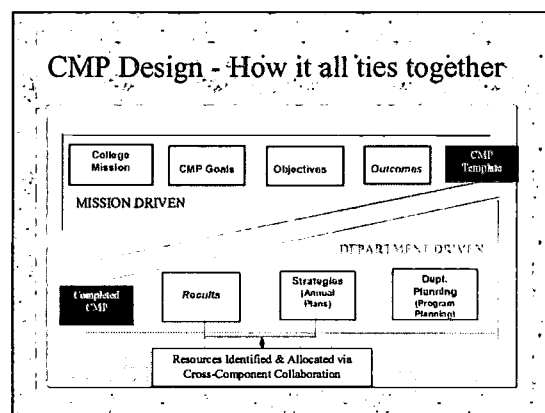 CMP Design - How it all ties together
College
Mission
CMP Goals
Objectives
Outcomes
CMP
Template
MISSION DRIVEN
DEPARTMENT DRIVEN
Completed
CMP
Results
Strategies
(Annual
Plans)
Dept.
Planning
(Program
Planning)
Resources Identified & Allocated via
Cross-Component Collaboration